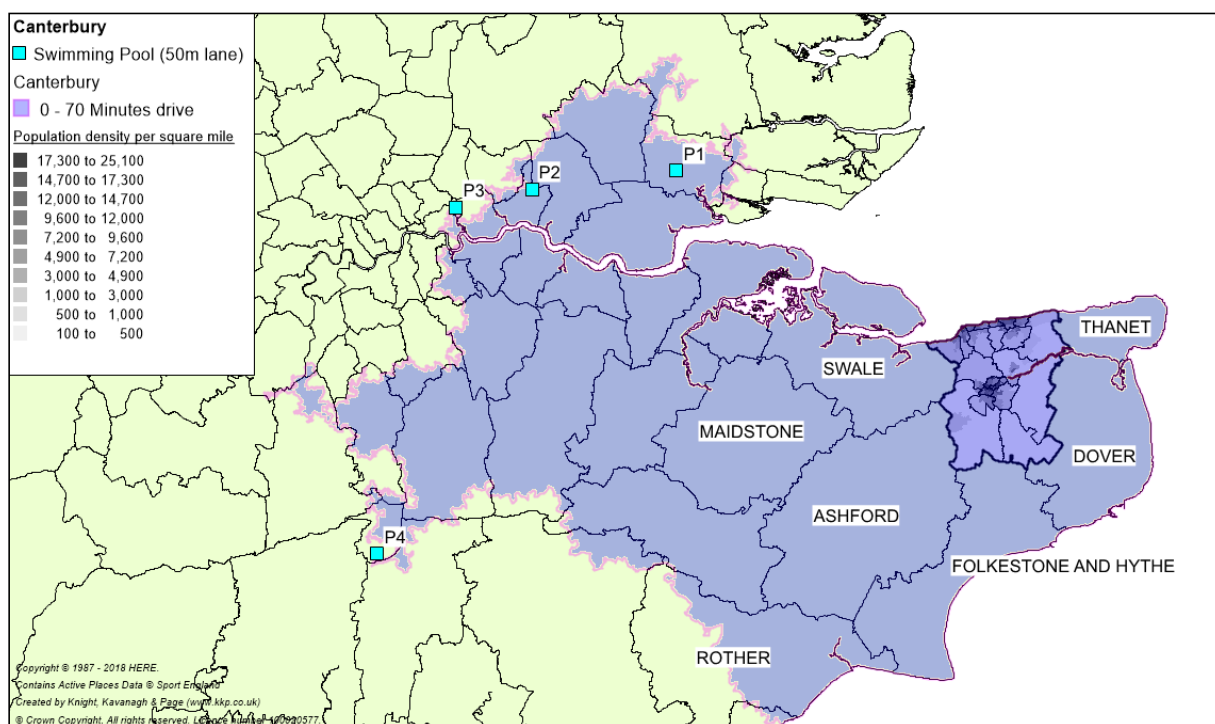 Canterbury
Swimming Pool (50m lane)
Canterbury
0 - 70 Minutes drive
Population density per square mile
17,300 to 25,100
14,700 to 17,300
12,000 to 14,700
9,600 to 12,000
7,200 to 9,600
4,900 to 7,200
3,000 to 4,900
1,000 to 3,000
500 to 1,000
100 to 500
P1
P2
P3
THANET
SWALE
MAIDSTONE
DOVER
ASHFORD
P4
FOLKESTONE AND HYTHE
ROTHER
Copyright © 1987 - 2018 HERE.
Contains Active Places Data © Sport England
Created by Knight, Kavanagh & Page (www.kkp.co.uk)
© Crown Copyright. All rights reserved. Licence number 100020577.